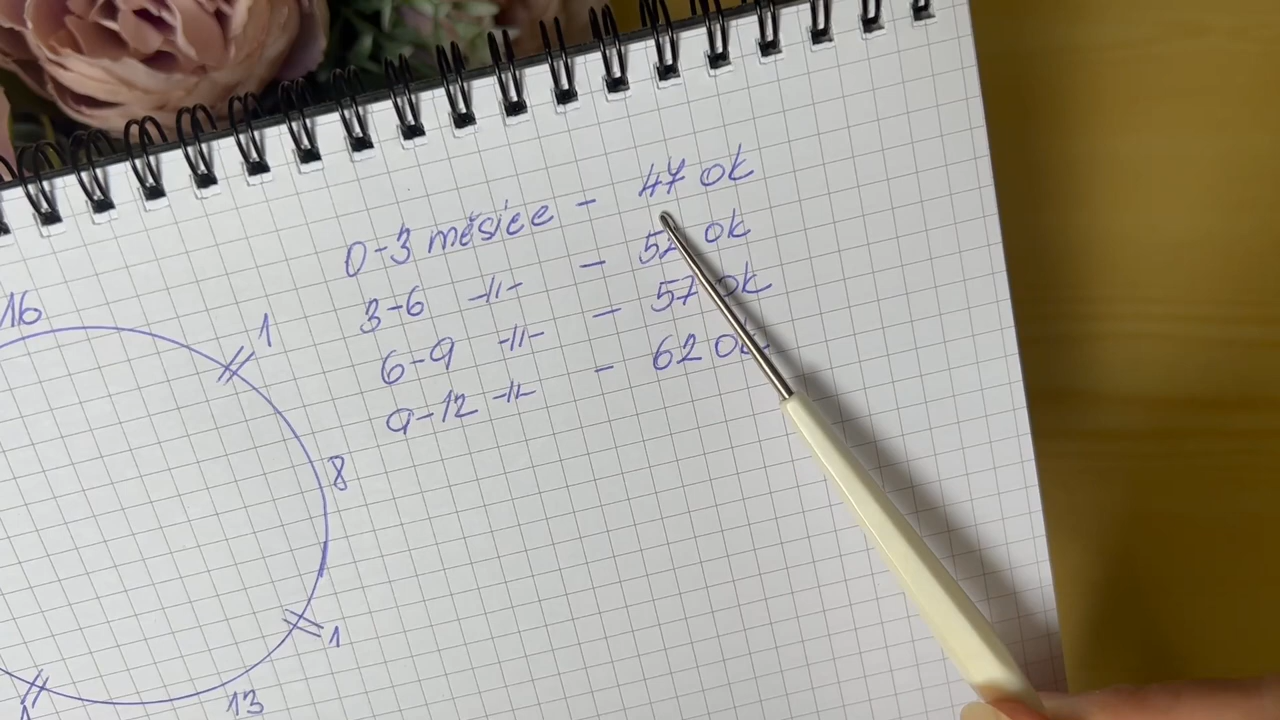 0-3 měsíce - 47 ok
3-6 -11- - 52 ok
6-9 -11- - 57 ok
9-12 -11- - 62 ok
16
1
8
1
13
1